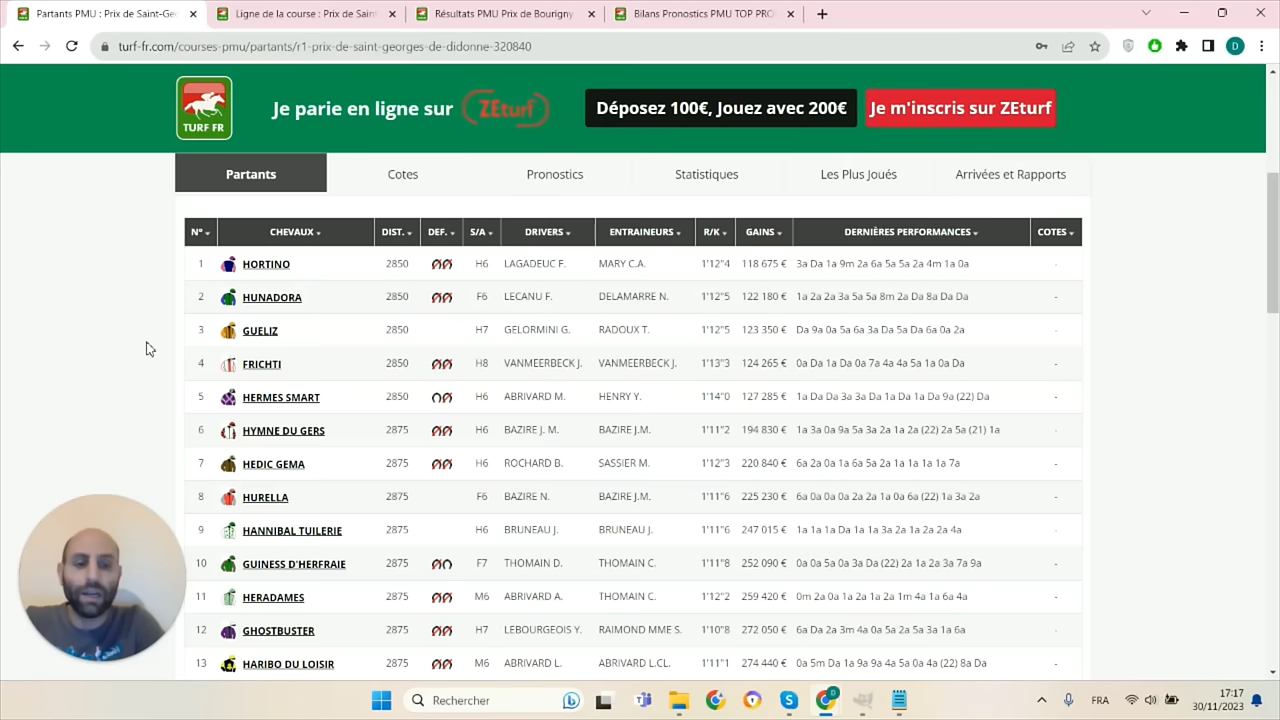 Partants PMU : Prix de Saint-Geo
Ligne de la course : Prix de Saint
Résultats PMU Prix de Bourigny
Bilans Pronostics PMU TOP PRO
turf-fr.com/courses-pmu/partants/r1-prix-de-saint-georges-de-didonne-320840
D
TURF FR
Je parie en ligne sur ZEturf
Déposez 100€, Jouez avec 200€
Je m'inscris sur ZEturf
Partants Cotes Pronostics Statistiques Les Plus Joués Arrivées et Rapports
N° CHEVAUX DIST. DEF. S/A DRIVERS ENTRAINEURS R/K GAINS DERNIÈRES PERFORMANCES COTES
1 HORTINO 2850 H6 LAGADEUC F. MARY C.A. 1'12"4 118 675 € 3a Da 1a 9m 2a 6a 5a 5a 2a 4m 1a 0a -
2 HUNADORA 2850 F6 LECANU F. DELAMARRE N. 1'12"5 122 180 € 1a 2a 2a 3a 5a 5a 8m 2a Da 8a Da Da -
3 GUELIZ 2850 H7 GELORMINI G. RADOUX T. 1'12"5 123 350 € Da 9a 0a 5a 6a 3a Da 5a Da 6a 0a 2a -
4 FRICHTI 2850 H8 VANMEERBECK J. VANMEERBECK J. 1'13"3 124 265 € 0a Da 1a Da 0a 7a 4a 4a 5a 1a 0a Da -
5 HERMES SMART 2850 H6 ABRIVARD M. HENRY Y. 1'14"0 127 285 € 1a Da Da 3a 3a Da 1a Da 1a Da 9a (22) Da -
6 HYMNE DU GERS 2875 H6 BAZIRE J. M. BAZIRE J.M. 1'11"2 194 830 € 1a 3a 0a 9a 5a 3a 2a 1a 2a (22) 2a 5a (21) 1a -
7 HEDIC GEMA 2875 H6 ROCHARD B. SASSIER M. 1'12"3 220 840 € 6a 2a 0a 1a 6a 5a 2a 1a 1a 1a 1a 7a -
8 HURELLA 2875 F6 BAZIRE N. BAZIRE J.M. 1'11"6 225 230 € 6a 0a 0a 0a 2a 2a 1a 0a 6a (22) 1a 3a 2a -
9 HANNIBAL TUILERIE 2875 H6 BRUNEAU J. BRUNEAU J. 1'11"6 247 015 € 1a 1a 1a Da 1a 1a 3a 2a 1a 2a 2a 4a -
10 GUINESS D'HERFRAIE 2875 F7 THOMAIN D. THOMAIN C. 1'11"8 252 090 € 0a 0a 5a 0a 3a Da (22) 2a 1a 2a 3a 7a 9a -
11 HERADAMES 2875 M6 ABRIVARD A. THOMAIN C. 1'12"2 259 420 € 0m 2a 0a 1a 2a 1a 2a 1m 4a 1a 6a 4a -
12 GHOSTBUSTER 2875 H7 LEBOURGEOIS Y. RAIMOND MME S. 1'10"8 272 050 € 6a Da 2a 3m 4a 0a 5a 2a 5a 3a 1a 6a -
13 HARIBO DU LOISIR 2875 M6 ABRIVARD L. ABRIVARD L.CL. 1'11"1 274 440 € 0a 5m Da 1a 9a 9a 4a 5a 0a 4a (22) 8a Da -
Rechercher
FRA
17:17
30/11/2023